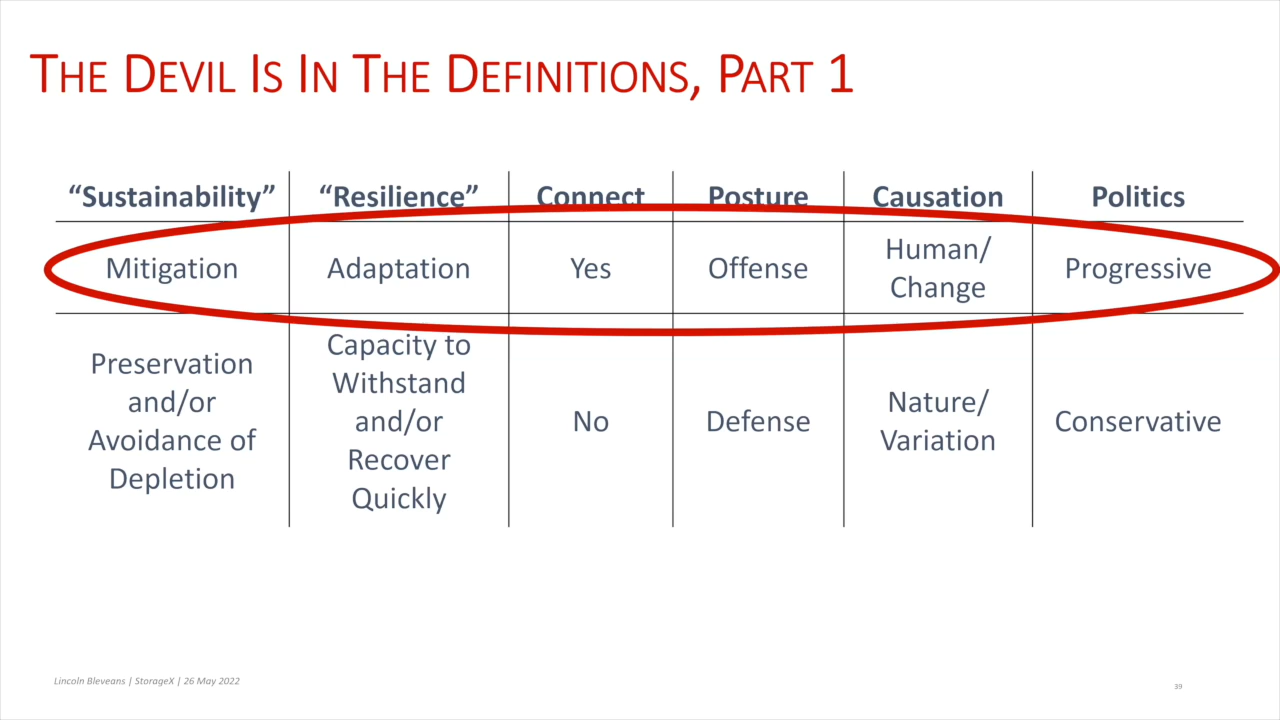 THE DEVIL IS IN THE DEFINITIONS, PART 1
“Sustainability” “Resilience” Connect Posture Causation Politics
Mitigation Adaptation Yes Offense Human/ Change Progressive
Preservation and/or Avoidance of Depletion Capacity to Withstand and/or Recover Quickly No Defense Nature/ Variation Conservative
Lincoln Bleveans | StorageX | 26 May 2022
39